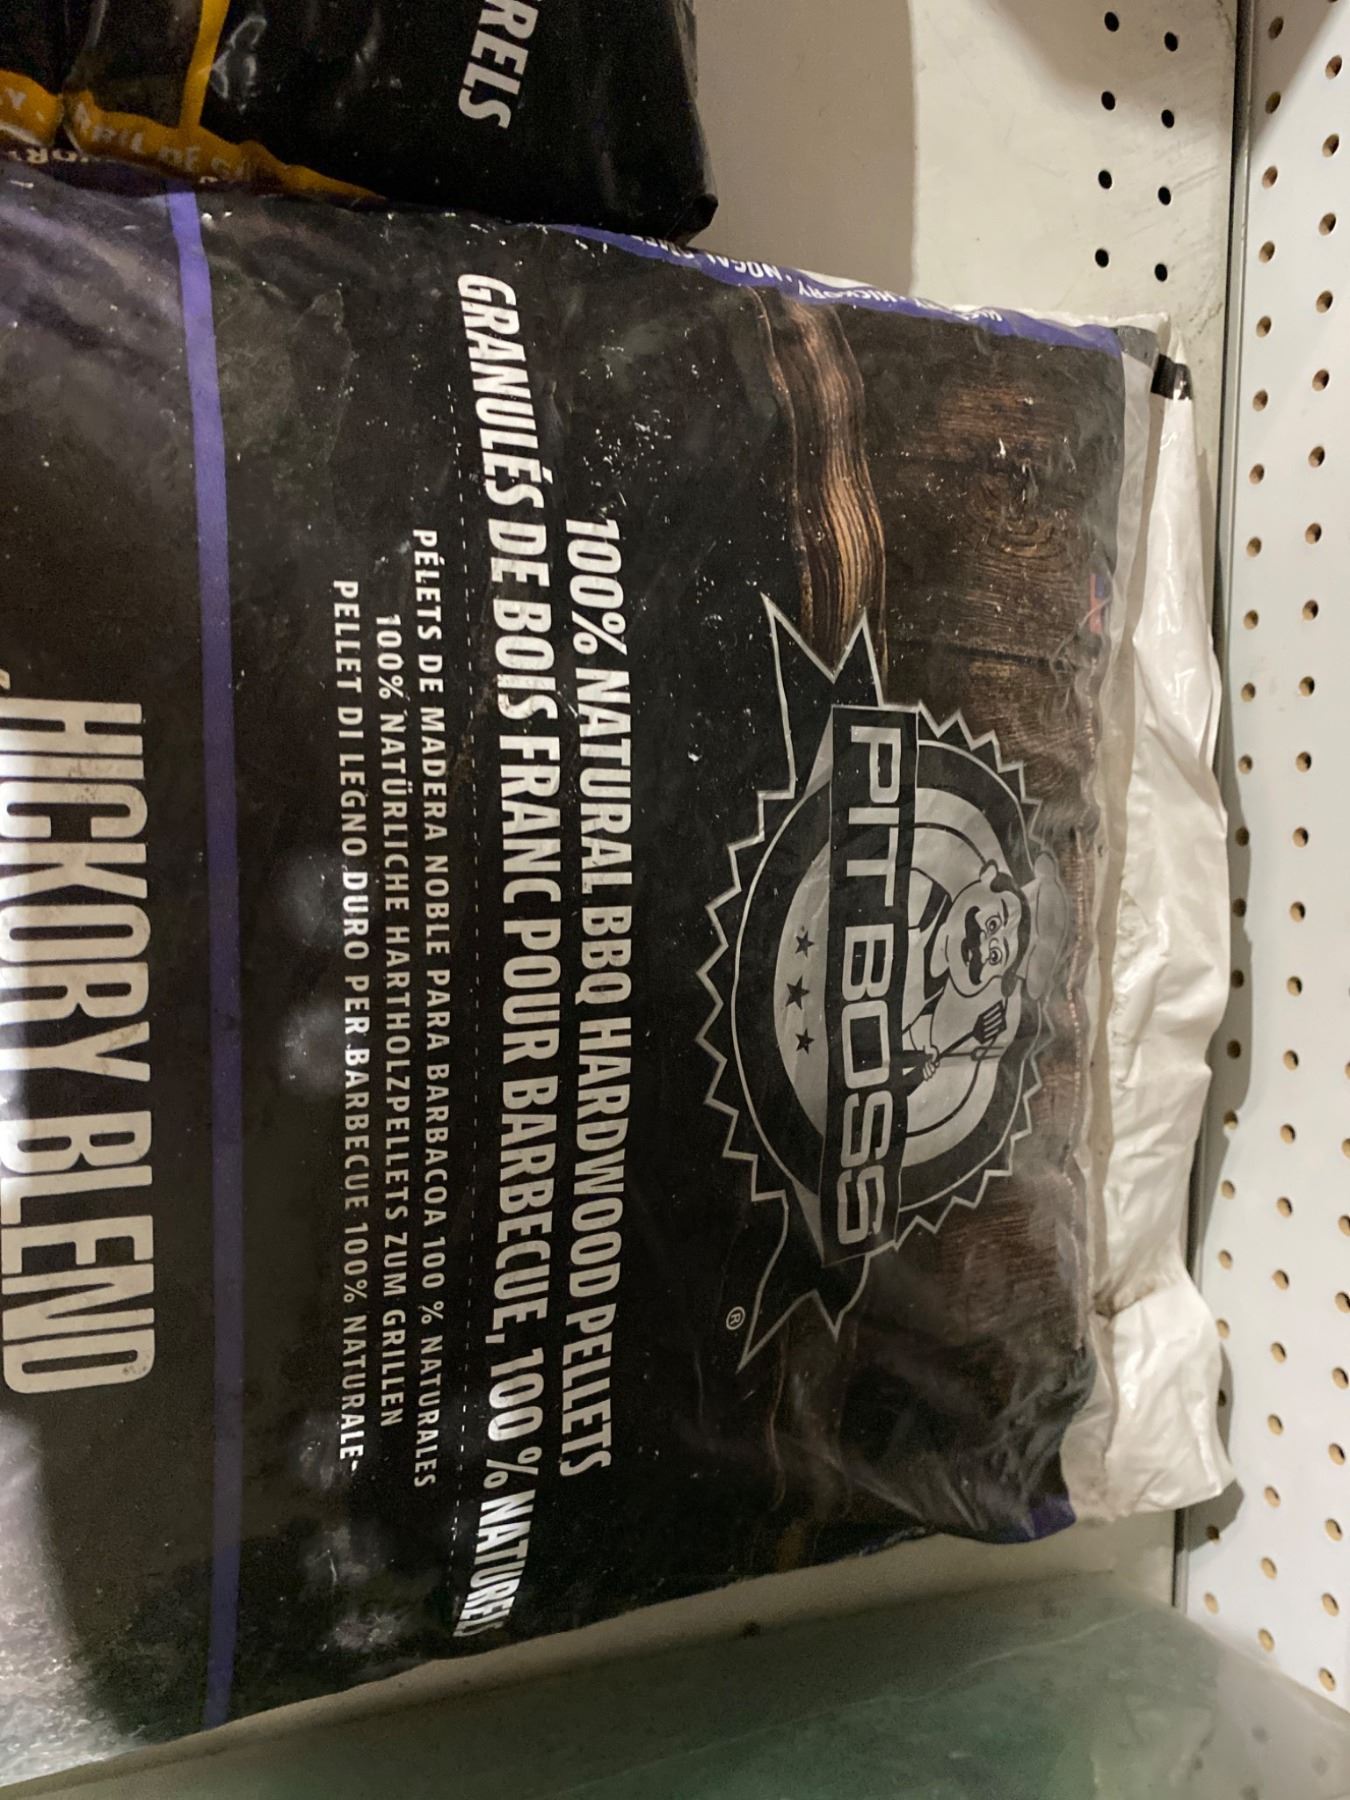 RELS
PIT BOSS
®
100% NATURAL BBQ HARDWOOD PELLETS
GRANULÉS DE BOIS FRANC POUR BARBECUE, 100 % NATURELS
PÉLETS DE MADERA NOBLE PARA BARBACOA 100 % NATURALES
100% NATÜRLICHE HARTHOLZPELLETS ZUM GRILLEN
PELLET DI LEGNO DURO PER BARBECUE 100% NATURALE
HICKORY BLEND
HICKORY · NOGAL